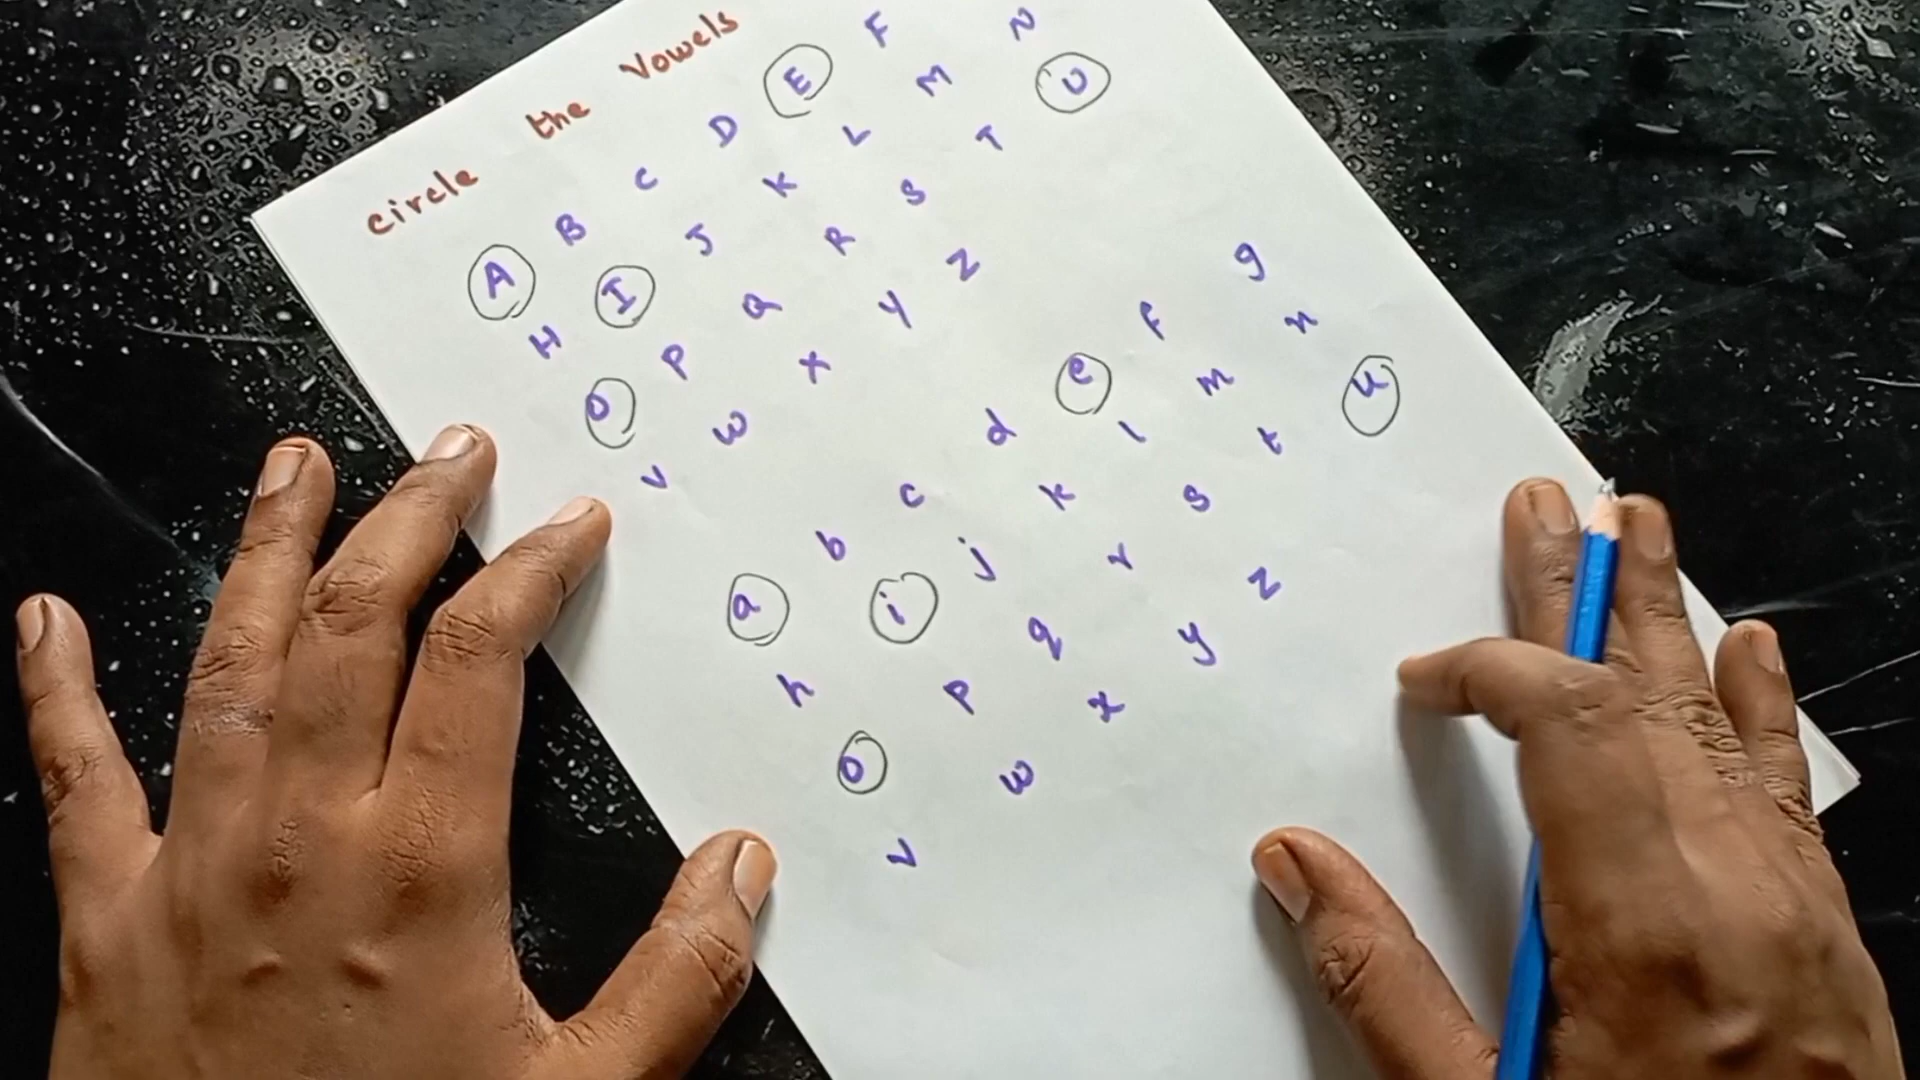 circle the Vowels
A B C D E F
H I J K L M N
O P Q R S T U
V W X Y Z
a b c d e f g
h i j k l m n
o p q r s t u
v w x y z